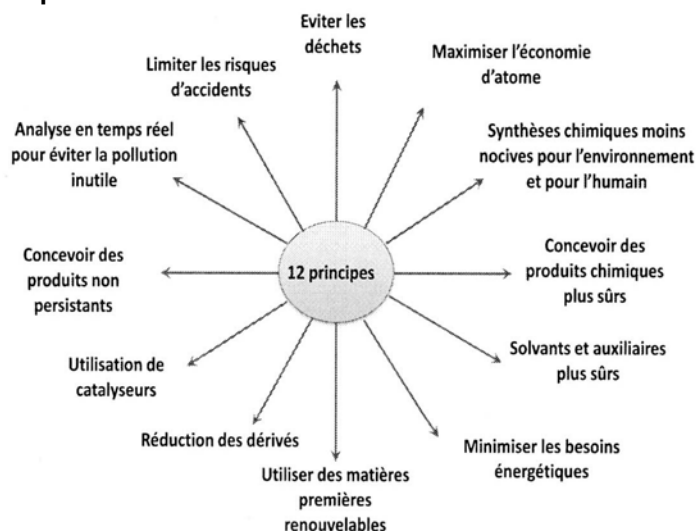 Eviter les
déchets
Maximiser l'économie
d'atome
Synthèses chimiques moins
nocives pour l'environnement
et pour l'humain
Concevoir des
produits chimiques
plus sûrs
Solvants et auxiliaires
plus sûrs
Minimiser les besoins
énergétiques
Utiliser des matières
premières
renouvelables
Réduction des dérivés
Utilisation de
catalyseurs
Concevoir des
produits non
persistants
Analyse en temps réel
pour éviter la pollution
inutile
Limiter les risques
d'accidents
12 principes